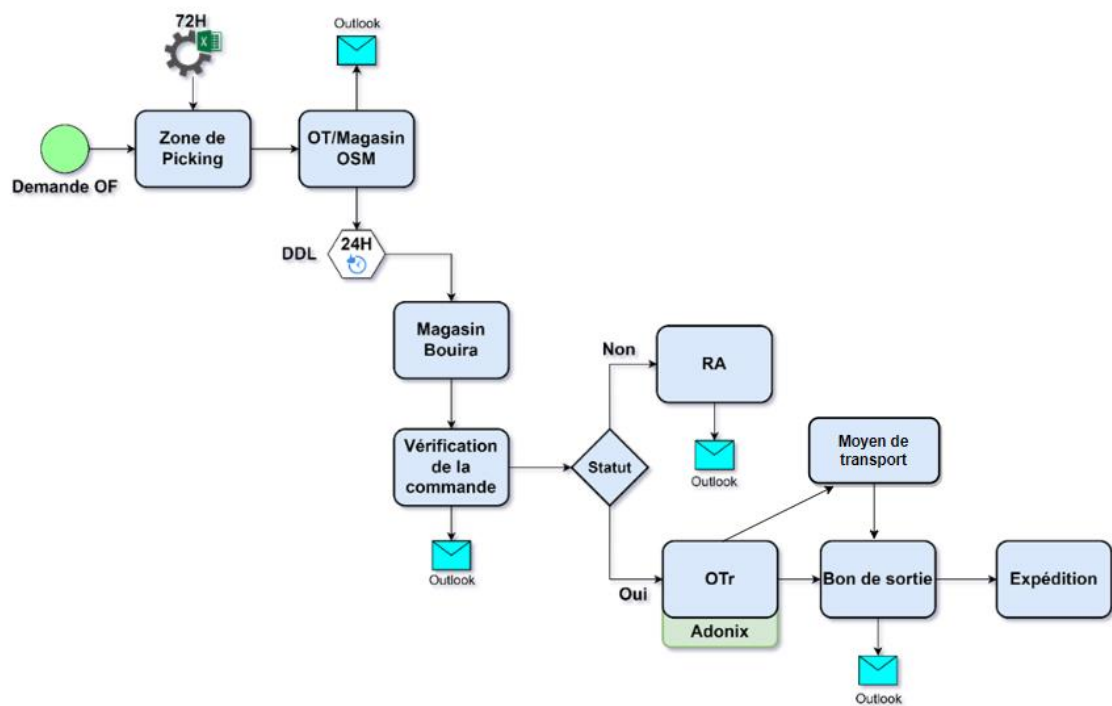 72H
Outlook
Demande OF
Zone de
Picking
OT/Magasin
OSM
DDL
24H
Magasin
Bouira
Vérification
de la
commande
Outlook
Statut
Non
RA
Outlook
Oui
OTr
Adonix
Moyen de
transport
Bon de sortie
Outlook
Expédition